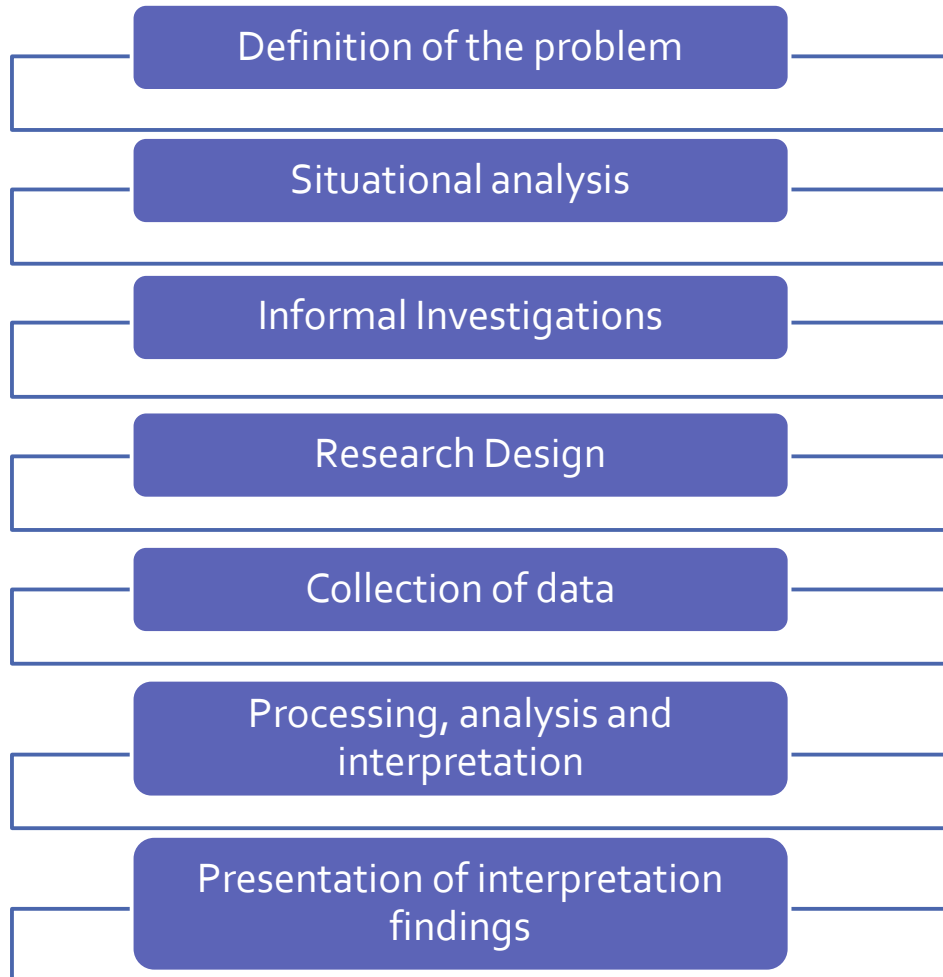 Definition of the problem
Situational analysis
Informal Investigations
Research Design
Collection of data
Processing, analysis and
interpretation
Presentation of interpretation
findings